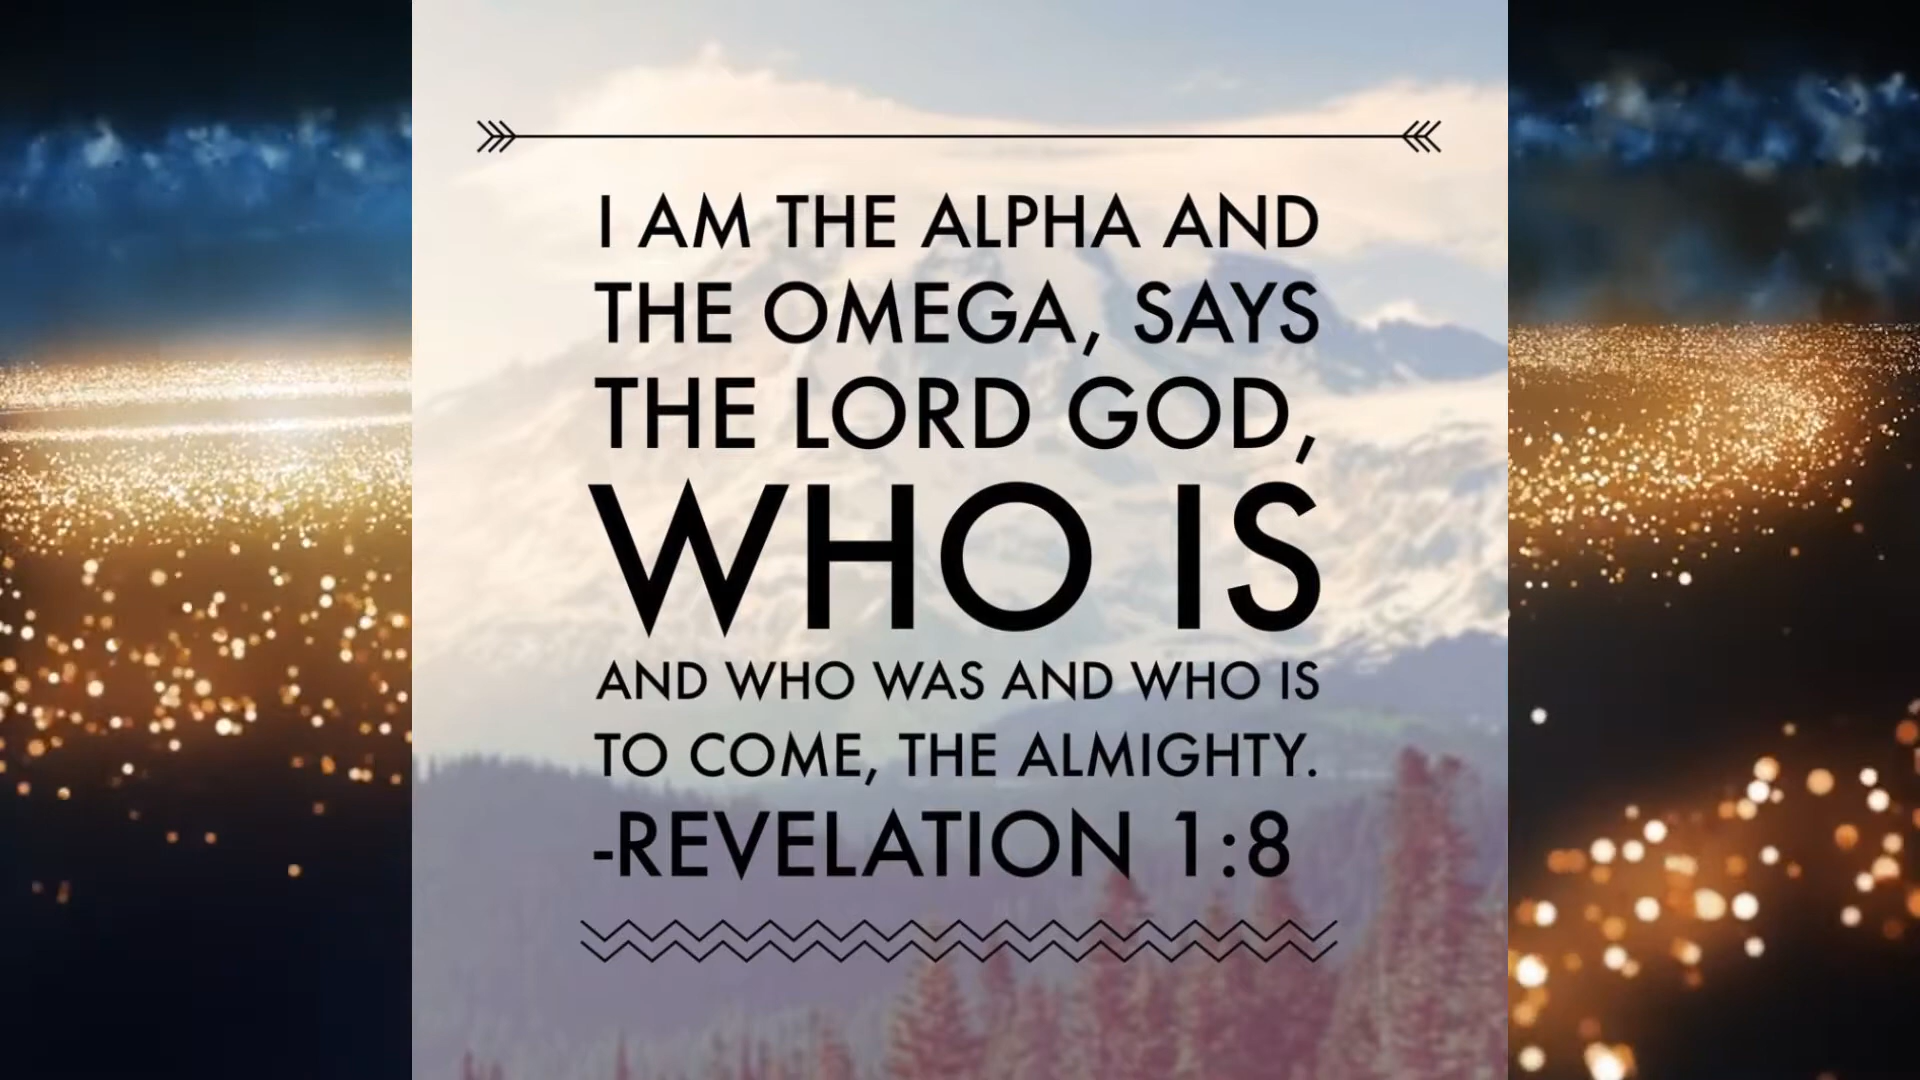 I AM THE ALPHA AND
THE OMEGA, SAYS
THE LORD GOD,
WHO IS
AND WHO WAS AND WHO IS
TO COME, THE ALMIGHTY.
-REVELATION 1:8